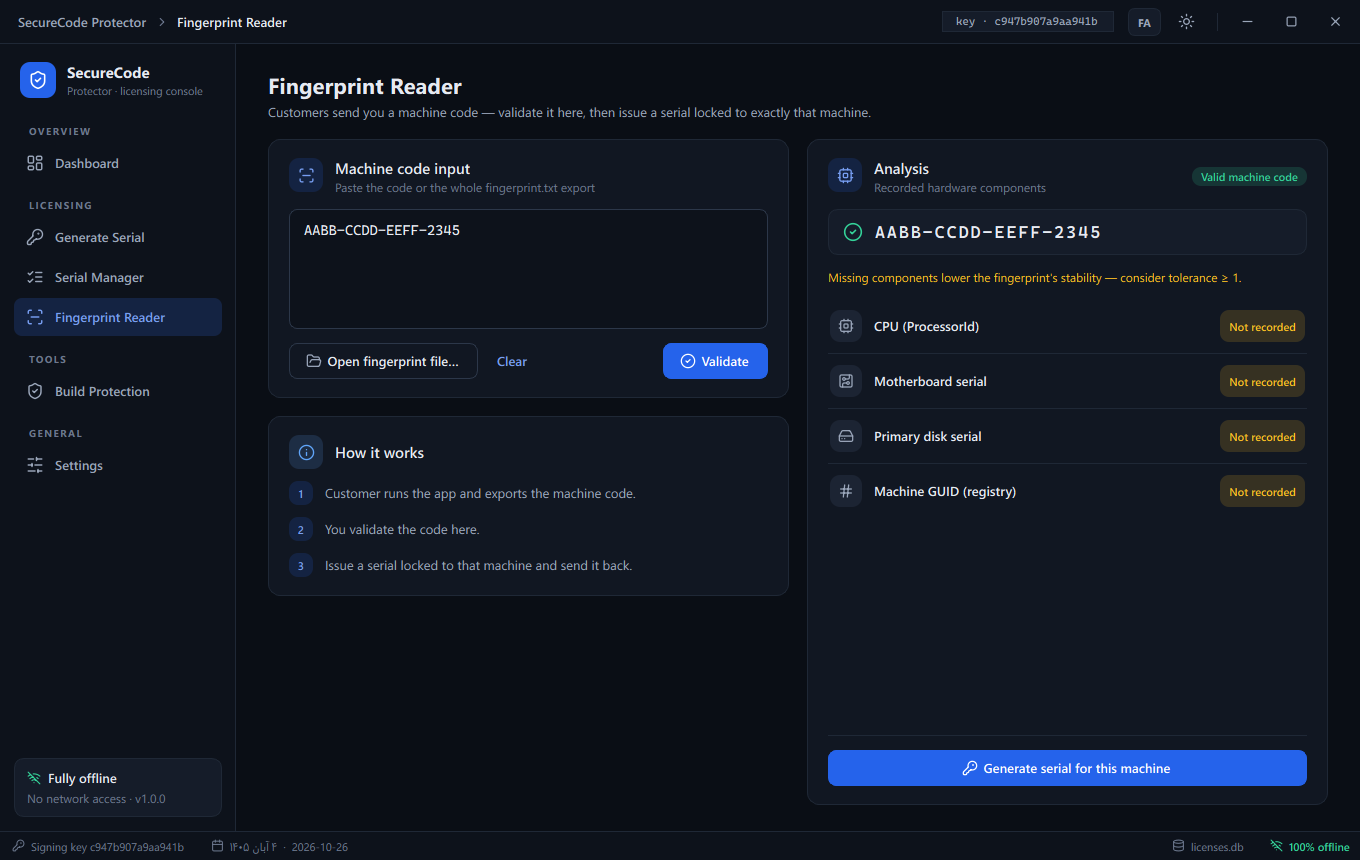 SecureCode Protector > Fingerprint Reader
key · c947b907a9aa941b
FA
SecureCode
Protector · licensing console
OVERVIEW
Dashboard
LICENSING
Generate Serial
Serial Manager
Fingerprint Reader
TOOLS
Build Protection
GENERAL
Settings
Fully offline
No network access · v1.0.0
Fingerprint Reader
Customers send you a machine code — validate it here, then issue a serial locked to exactly that machine.
Machine code input
Paste the code or the whole fingerprint.txt export
AABB-CCDD-EEFF-2345
Open fingerprint file...
Clear
Validate
How it works
1 Customer runs the app and exports the machine code.
2 You validate the code here.
3 Issue a serial locked to that machine and send it back.
Analysis
Recorded hardware components
Valid machine code
AABB-CCDD-EEFF-2345
Missing components lower the fingerprint's stability — consider tolerance ≥ 1.
CPU (ProcessorId) Not recorded
Motherboard serial Not recorded
Primary disk serial Not recorded
Machine GUID (registry) Not recorded
Generate serial for this machine
Signing key c947b907a9aa941b
۴ آبان ۱۴۰۵ · 2026-10-26
licenses.db
100% offline